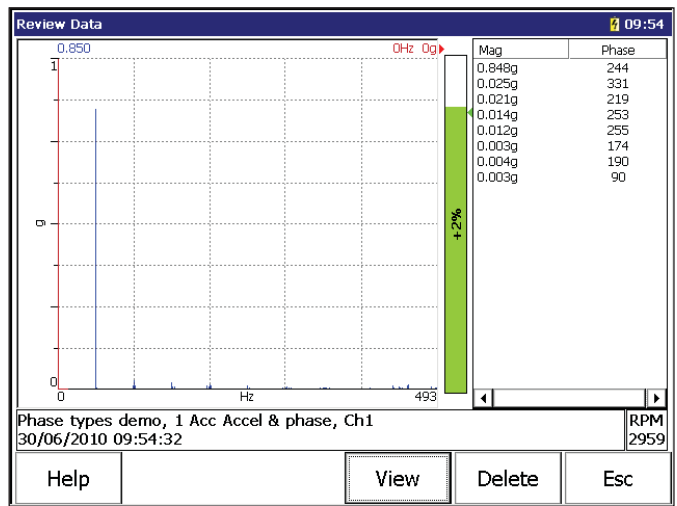 Review Data 09:54
0.850 0Hz 0g
1
g
0
0 Hz 493
+2%
Mag Phase
0.848g 244
0.025g 331
0.021g 219
0.014g 253
0.012g 255
0.003g 174
0.004g 190
0.003g 90
Phase types demo, 1 Acc Accel & phase, Ch1
30/06/2010 09:54:32
RPM
2959
Help View Delete Esc